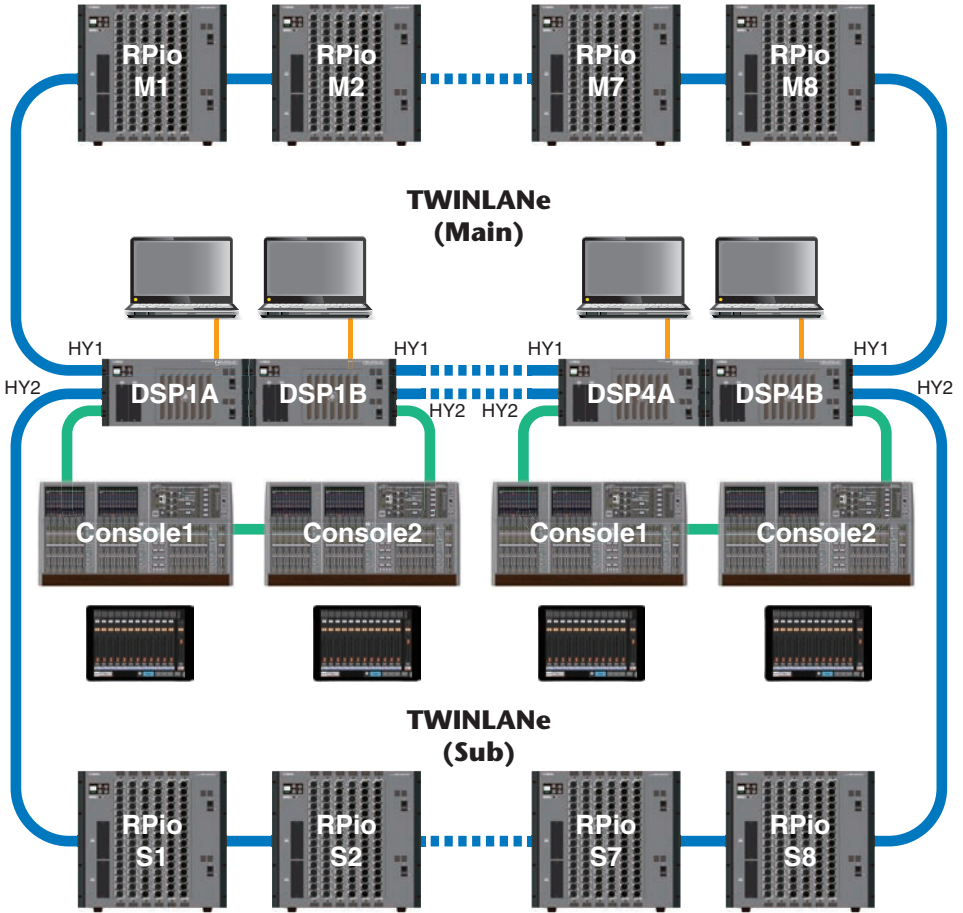 RPio
M1
RPio
M2
RPio
M7
RPio
M8
TWINLANe
(Main)
HY1
HY1
HY1
HY1
HY2
DSP1A
DSP1B
HY2
HY2
DSP4A
DSP4B
HY2
Console1
Console2
Console1
Console2
TWINLANe
(Sub)
RPio
S1
RPio
S2
RPio
S7
RPio
S8